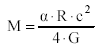 M = α · R · c² / 4 · G